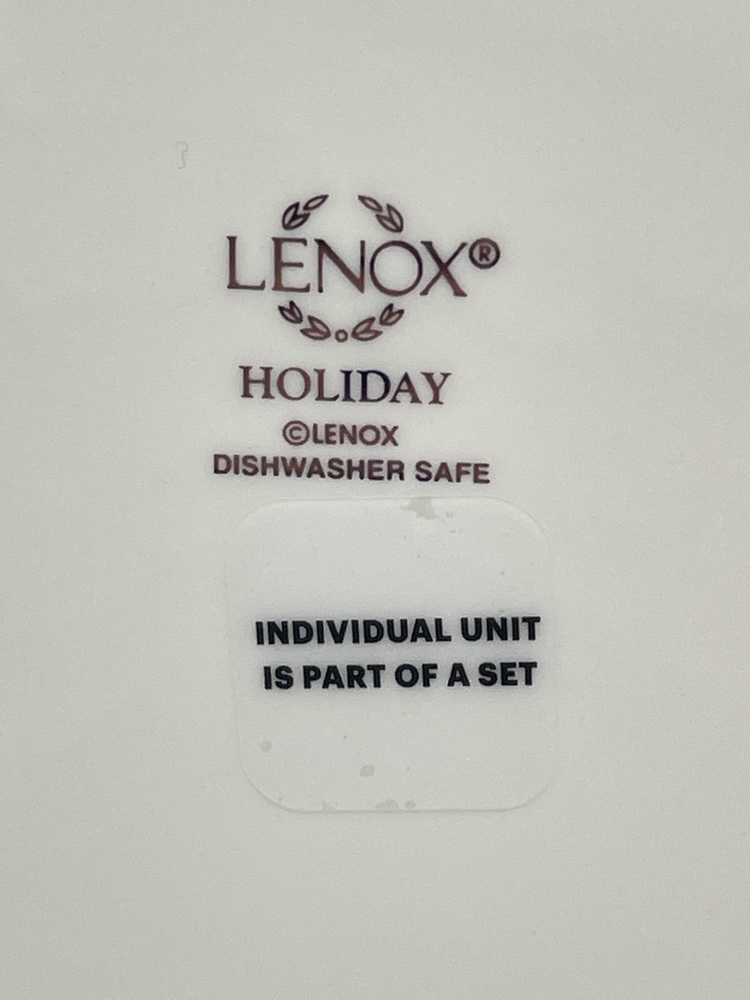 LENOX®
HOLIDAY
©LENOX
DISHWASHER SAFE
INDIVIDUAL UNIT
IS PART OF A SET